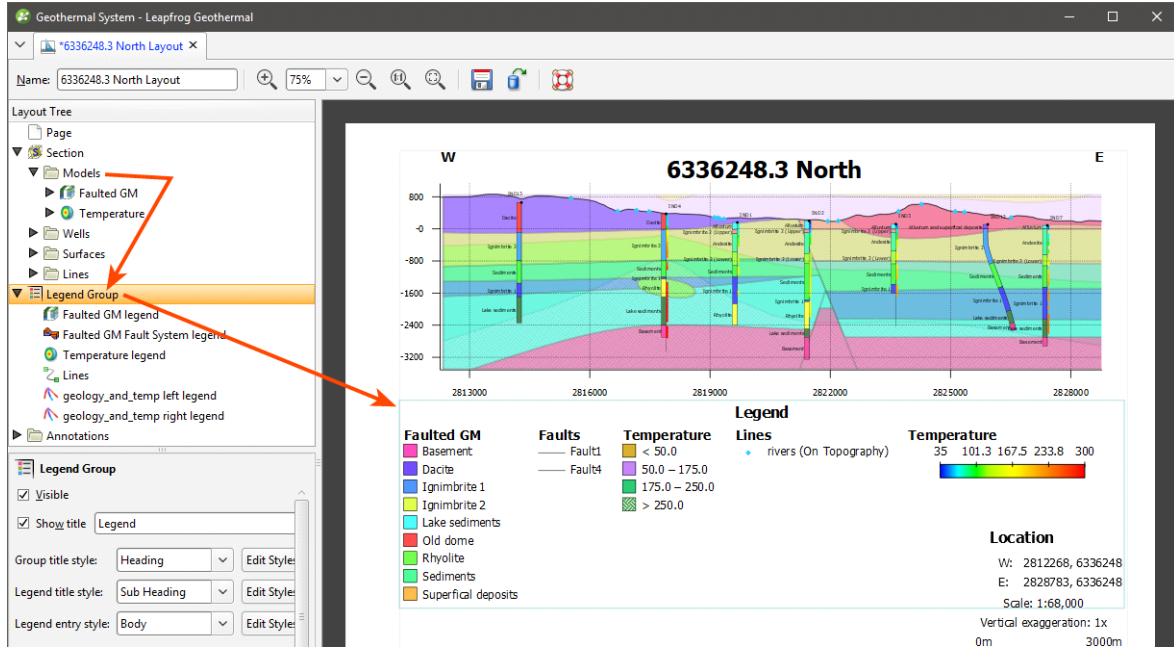 Geothermal System - Leapfrog Geothermal
*6336248.3 North Layout
Name: 6336248.3 North Layout 75%
Layout Tree
Page
Section
Models
Faulted GM
Temperature
Wells
Surfaces
Lines
Legend Group
Faulted GM legend
Faulted GM Fault System legend
Temperature legend
Lines
geology_and_temp left legend
geology_and_temp right legend
Annotations
Legend Group
Visible
Show title Legend
Group title style: Heading Edit Styles
Legend title style: Sub Heading Edit Styles
Legend entry style: Body Edit Styles
W E
6336248.3 North
800
-0
-800
-1600
-2400
-3200
2813000 2816000 2819000 2822000 2825000 2828000
Legend
Faulted GM Faults Temperature Lines Temperature
Basement Fault1 < 50.0 rivers (On Topography) 35 101.3 167.5 233.8 300
Dacite Fault4 50.0 – 175.0
Ignimbrite 1 175.0 – 250.0
Ignimbrite 2 > 250.0
Lake sediments
Old dome
Rhyolite
Sediments
Superfical deposits
Location
W: 2812268, 6336248
E: 2828783, 6336248
Scale: 1:68,000
Vertical exaggeration: 1x
0m 3000m